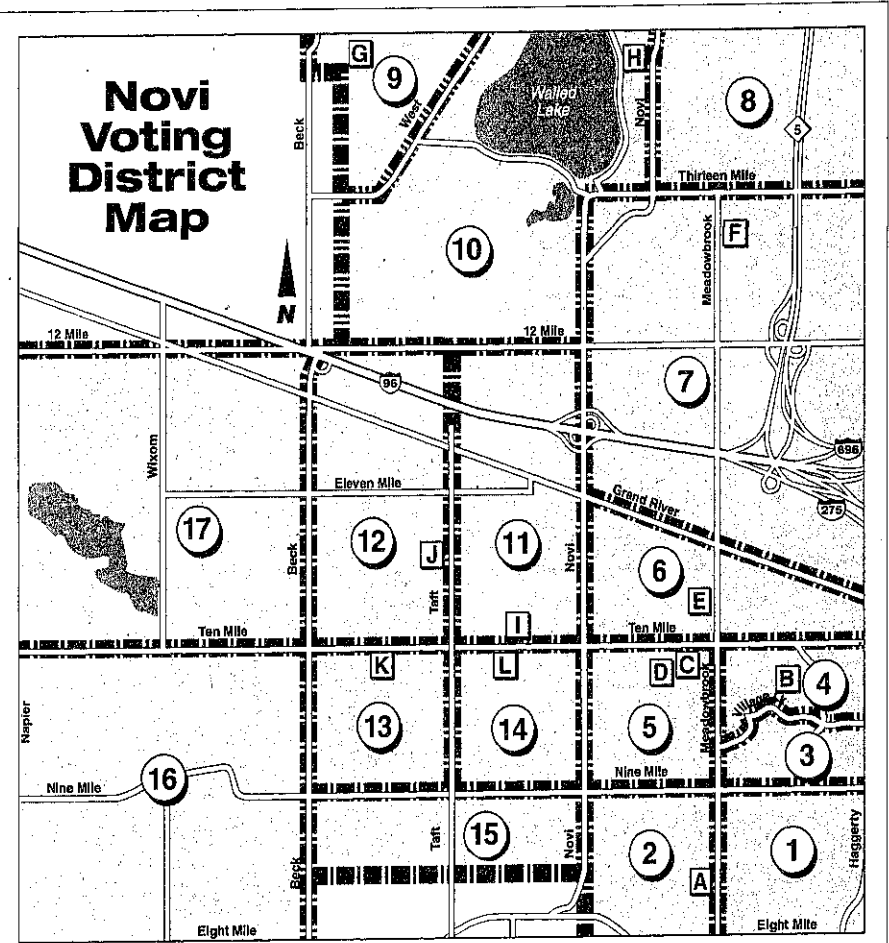 Novi
Voting
District
Map
N
Beck
G
9
West
Walled
Lake
H
Novi
8
5
Thirteen Mile
10
F
Meadowbrook
12 Mile
12 Mile
96
7
696
275
Wixom
Eleven Mile
Grand River
17
Beck
12
J
Taft
11
Novi
6
E
I
Ten Mile
Ten Mile
K
L
D
C
B
4
Napier
13
14
5
Meadowbrook
3
16
Nine Mile
Nine Mile
Taft
15
Novi
2
1
Haggerty
Beck
A
Eight Mile
Eight Mile